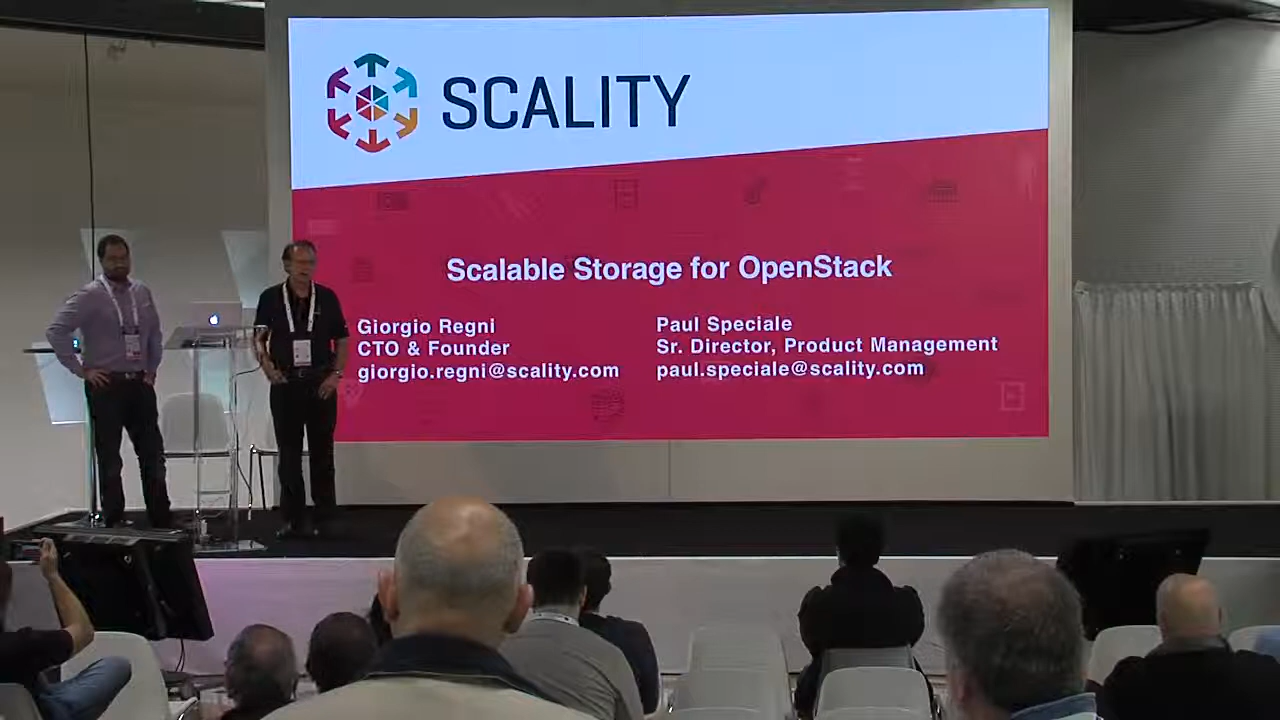 SCALITY
Scalable Storage for OpenStack
Giorgio Regni
CTO & Founder
giorgio.regni@scality.com
Paul Speciale
Sr. Director, Product Management
paul.speciale@scality.com